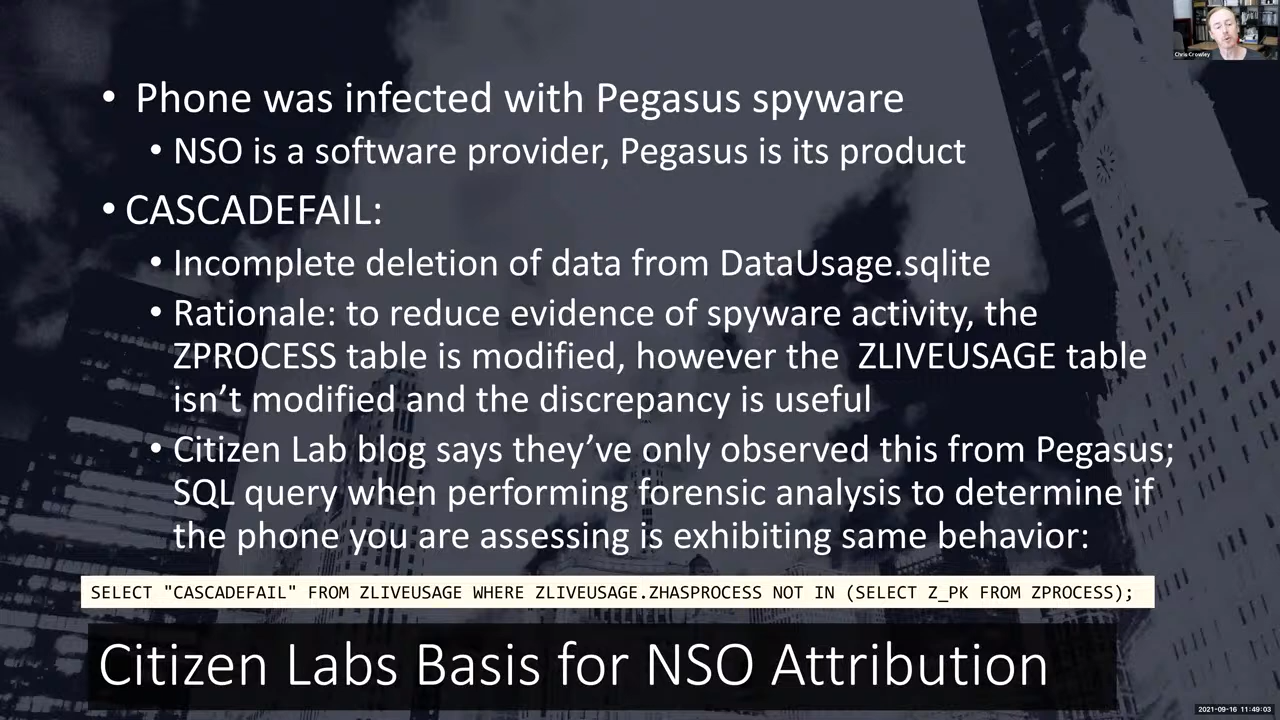 Chris Crowley
• Phone was infected with Pegasus spyware
• NSO is a software provider, Pegasus is its product
• CASCADEFAIL:
• Incomplete deletion of data from DataUsage.sqlite
• Rationale: to reduce evidence of spyware activity, the
ZPROCESS table is modified, however the ZLIVEUSAGE table
isn’t modified and the discrepancy is useful
• Citizen Lab blog says they’ve only observed this from Pegasus;
SQL query when performing forensic analysis to determine if
the phone you are assessing is exhibiting same behavior:
SELECT "CASCADEFAIL" FROM ZLIVEUSAGE WHERE ZLIVEUSAGE.ZHASPROCESS NOT IN (SELECT Z_PK FROM ZPROCESS);
Citizen Labs Basis for NSO Attribution
2021-09-16 11:49:03